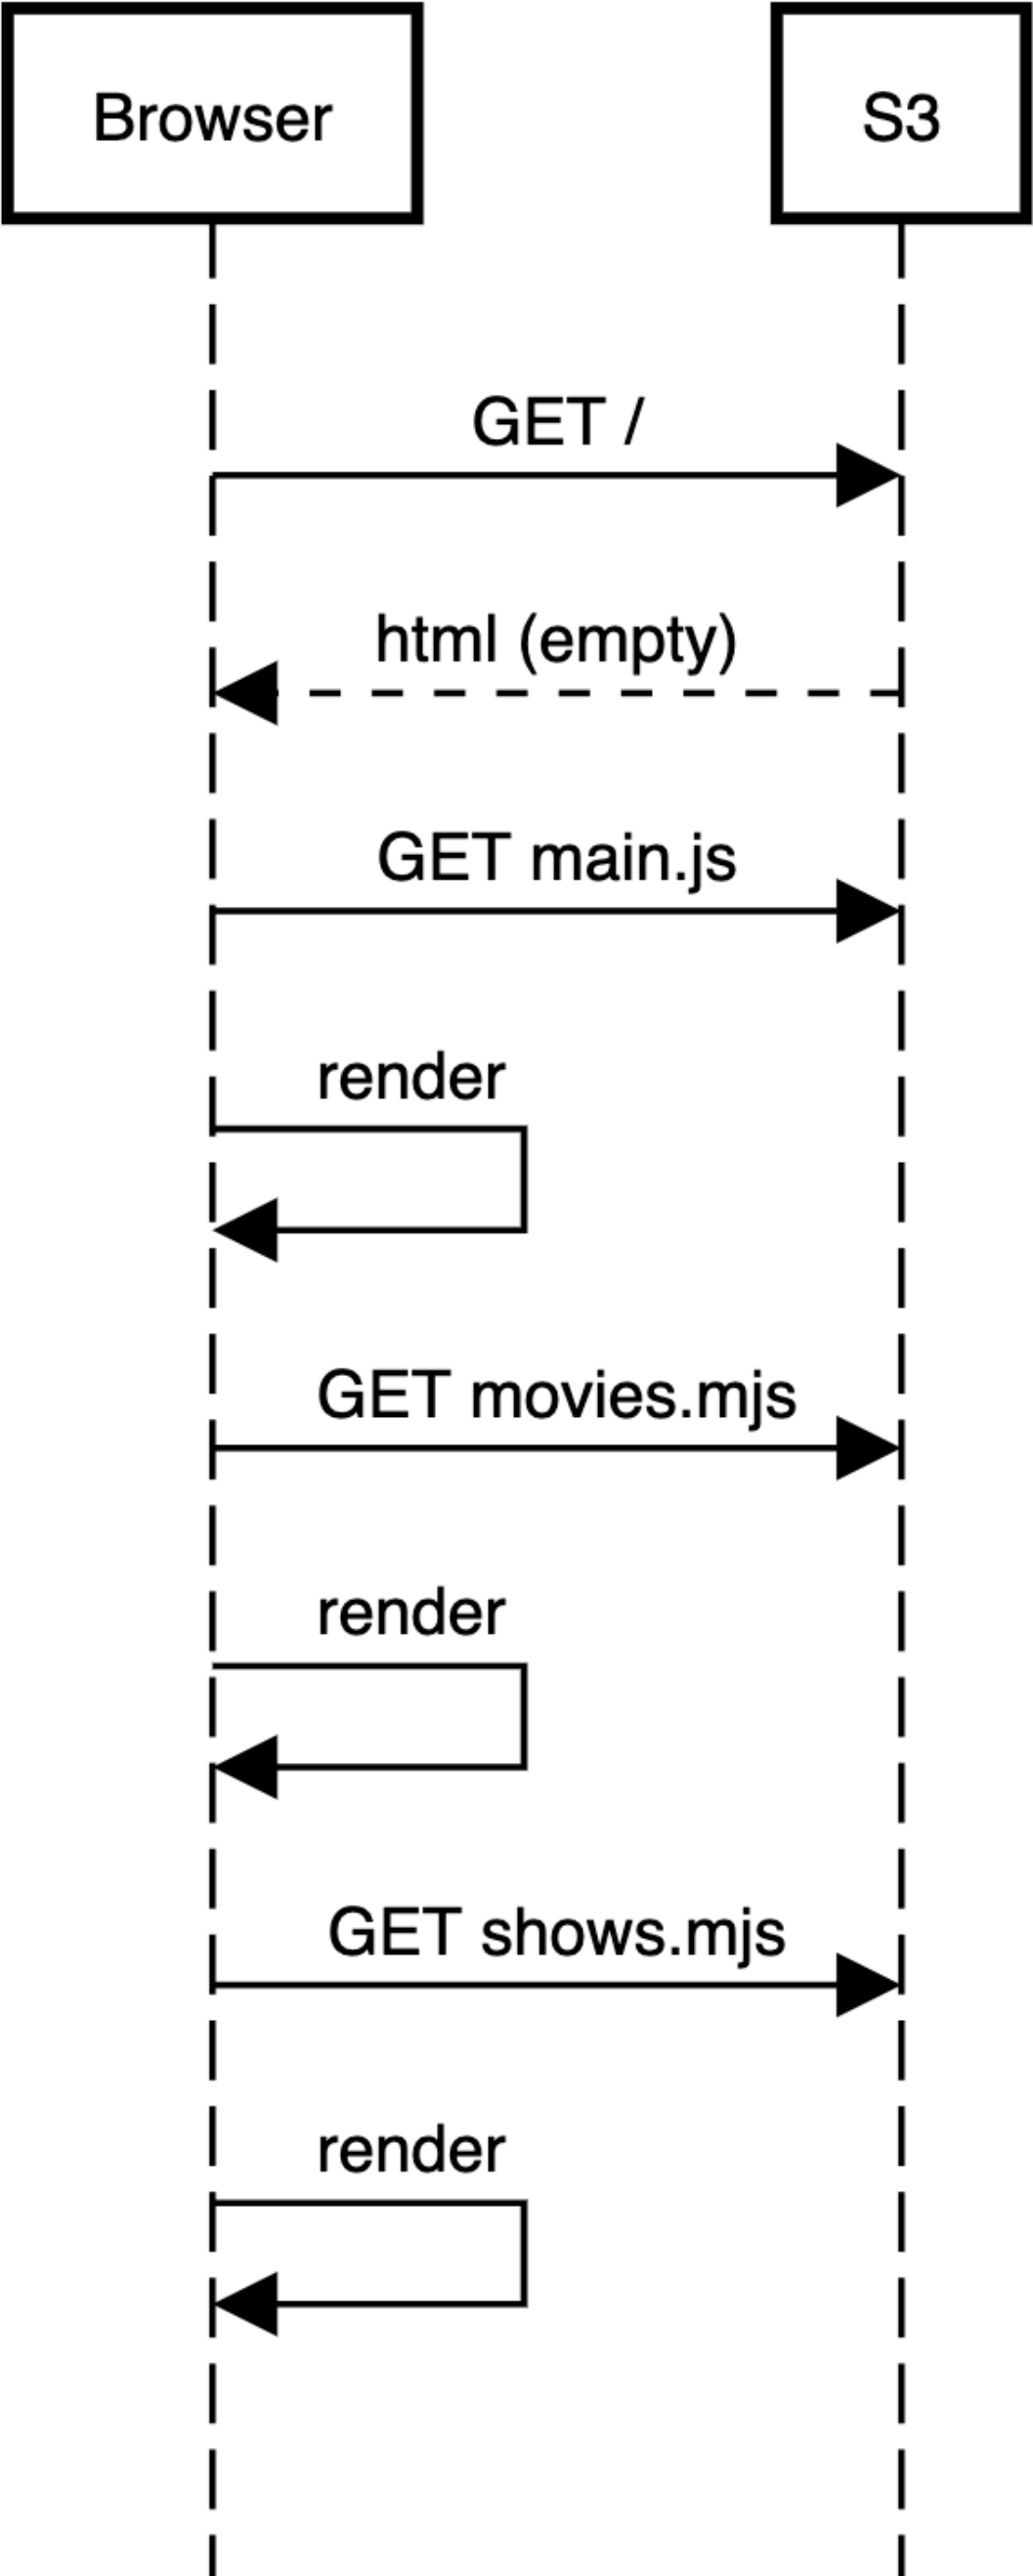 Browser
S3
GET /
html (empty)
GET main.js
render
GET movies.mjs
render
GET shows.mjs
render